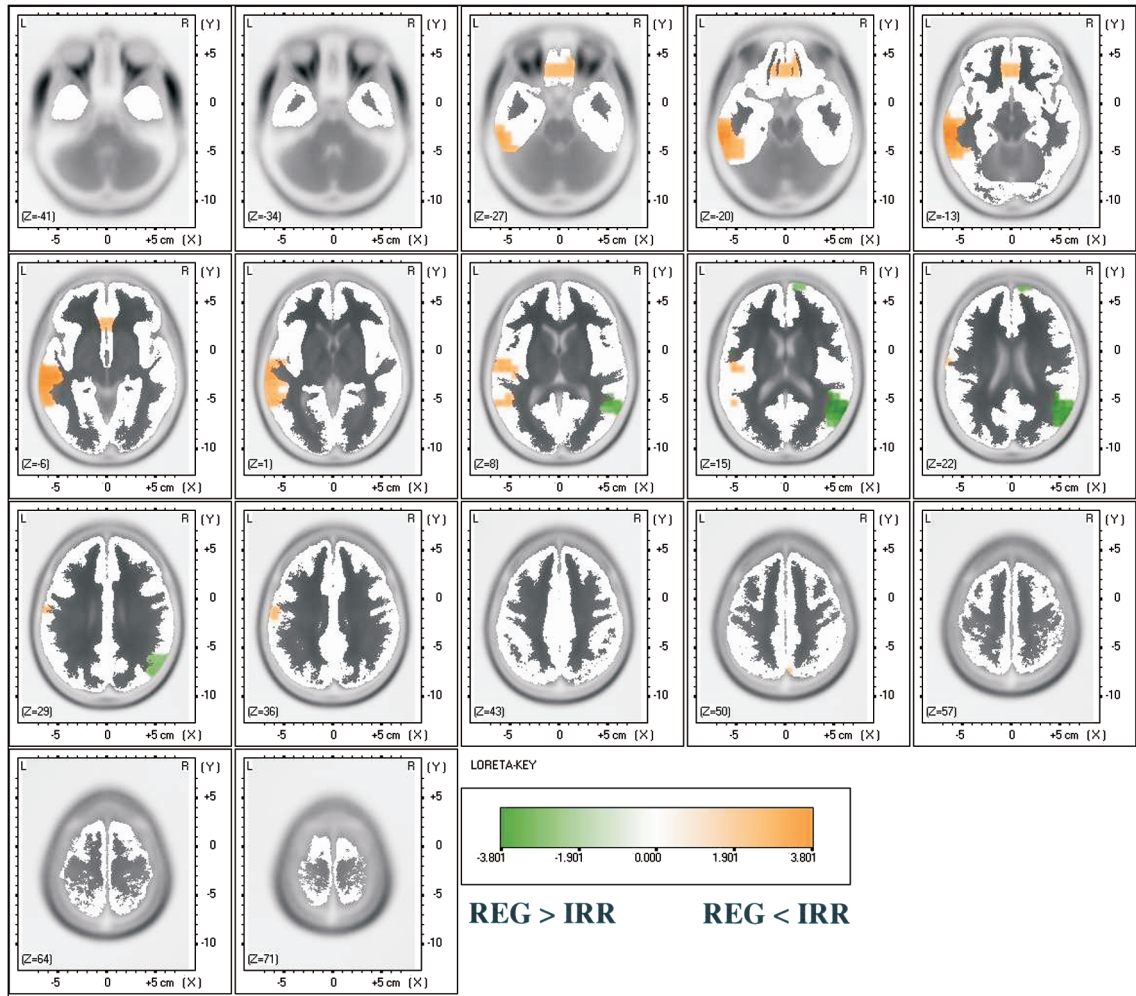 L R (Y)
+5
0
-5
-10
(Z=-41)
-5 0 +5 cm (X)
L R (Y)
+5
0
-5
-10
(Z=-34)
-5 0 +5 cm (X)
L R (Y)
+5
0
-5
-10
(Z=-27)
-5 0 +5 cm (X)
L R (Y)
+5
0
-5
-10
(Z=-20)
-5 0 +5 cm (X)
L R (Y)
+5
0
-5
-10
(Z=-13)
-5 0 +5 cm (X)
L R (Y)
+5
0
-5
-10
(Z=-6)
-5 0 +5 cm (X)
L R (Y)
+5
0
-5
-10
(Z=1)
-5 0 +5 cm (X)
L R (Y)
+5
0
-5
-10
(Z=8)
-5 0 +5 cm (X)
L R (Y)
+5
0
-5
-10
(Z=15)
-5 0 +5 cm (X)
L R (Y)
+5
0
-5
-10
(Z=22)
-5 0 +5 cm (X)
L R (Y)
+5
0
-5
-10
(Z=29)
-5 0 +5 cm (X)
L R (Y)
+5
0
-5
-10
(Z=36)
-5 0 +5 cm (X)
L R (Y)
+5
0
-5
-10
(Z=43)
-5 0 +5 cm (X)
L R (Y)
+5
0
-5
-10
(Z=50)
-5 0 +5 cm (X)
L R (Y)
+5
0
-5
-10
(Z=57)
-5 0 +5 cm (X)
L R (Y)
+5
0
-5
-10
(Z=64)
-5 0 +5 cm (X)
L R (Y)
+5
0
-5
-10
(Z=71)
-5 0 +5 cm (X)
LORETA-KEY
-3.801 -1.901 0.000 1.901 3.801
REG > IRR REG < IRR